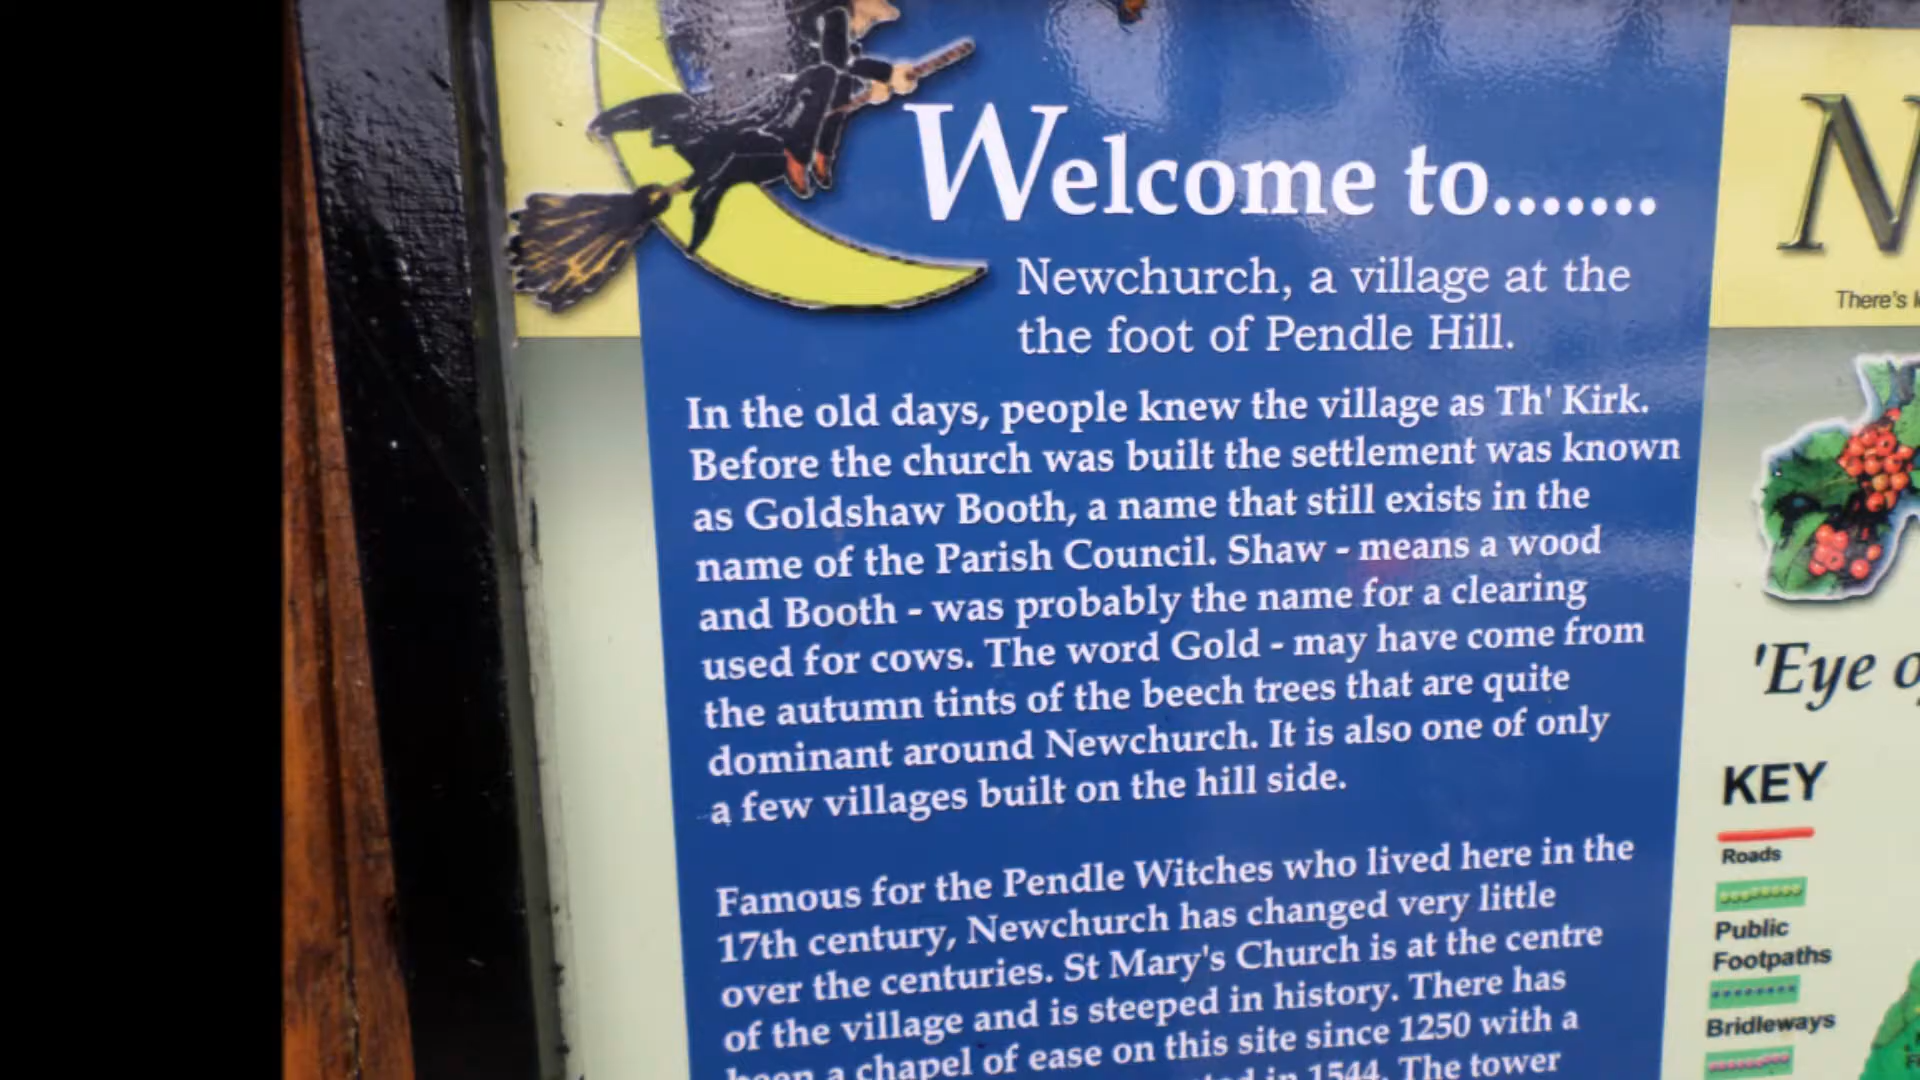 Welcome to.......
Newchurch, a village at the
the foot of Pendle Hill.
In the old days, people knew the village as Th' Kirk.
Before the church was built the settlement was known
as Goldshaw Booth, a name that still exists in the
name of the Parish Council. Shaw - means a wood
and Booth - was probably the name for a clearing
used for cows. The word Gold - may have come from
the autumn tints of the beech trees that are quite
dominant around Newchurch. It is also one of only
a few villages built on the hill side.
Famous for the Pendle Witches who lived here in the
17th century, Newchurch has changed very little
over the centuries. St Mary's Church is at the centre
of the village and is steeped in history. There has
been a chapel of ease on this site since 1250 with a
in 1544. The tower
N
There's
'Eye o
KEY
Roads
Public
Footpaths
Bridleways